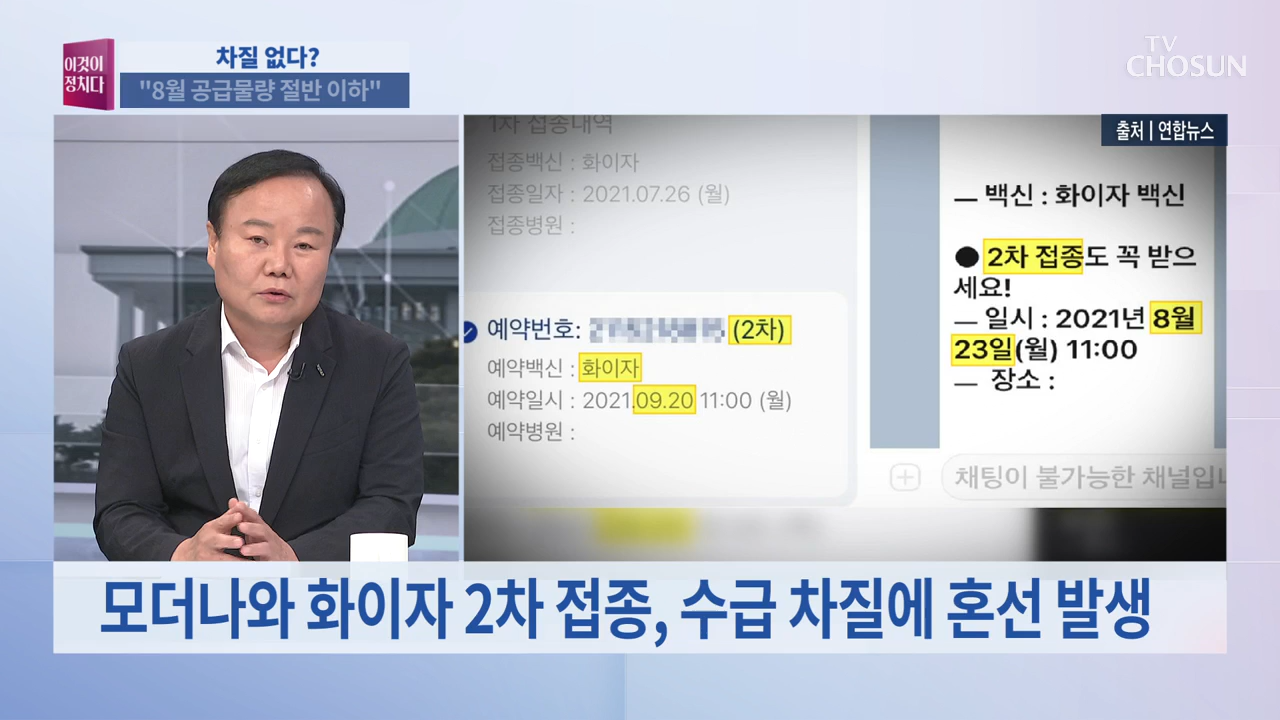 이것이
정치다
차질 없다?
"8월 공급물량 절반 이하"
TV
CHOSUN
출처 | 연합뉴스
1차 접종내역
접종백신 : 화이자
접종일자 : 2021.07.26 (월)
접종병원 :
예약번호: (2차)
예약백신 : 화이자
예약일시 : 2021.09.20 11:00 (월)
예약병원 :
– 백신 : 화이자 백신
● 2차 접종도 꼭 받으
세요!
– 일시 : 2021년 8월
23일(월) 11:00
– 장소 :
채팅이 불가능한 채널입니
모더나와 화이자 2차 접종, 수급 차질에 혼선 발생